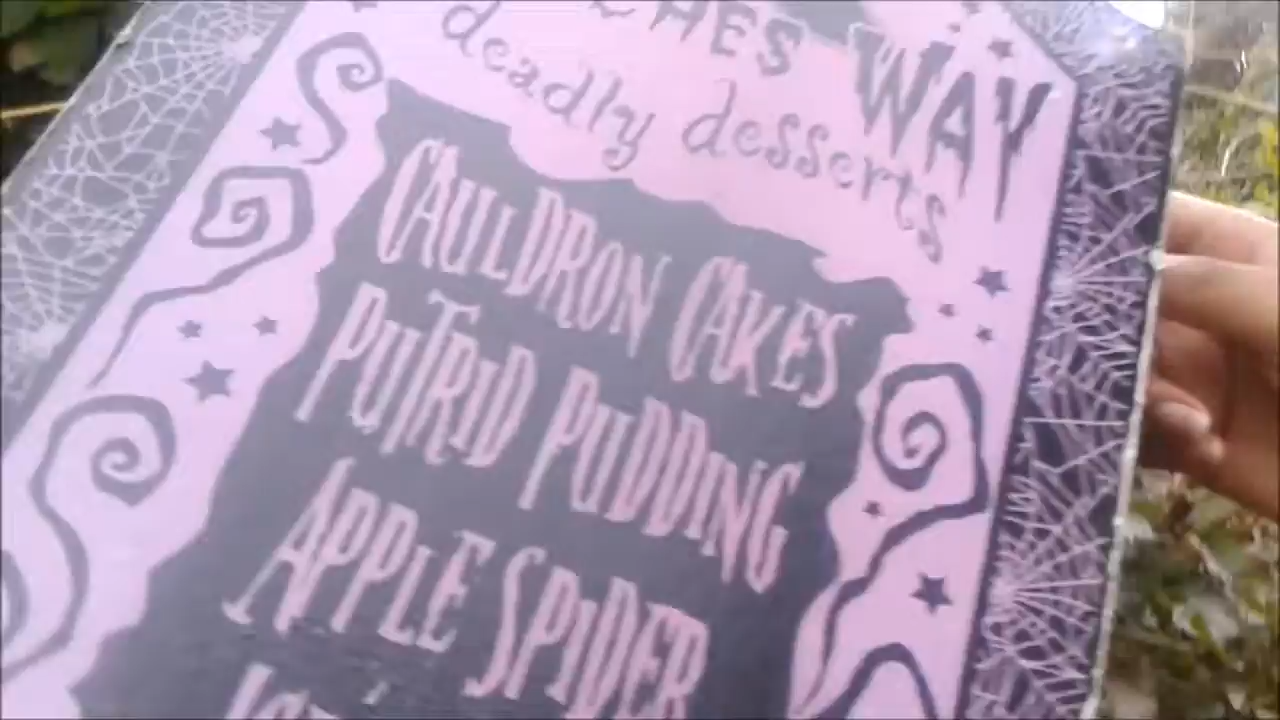 WAY
deadly desserts
CAULDRON CAKES
PUTRID PUDDING
APPLE SPIDER